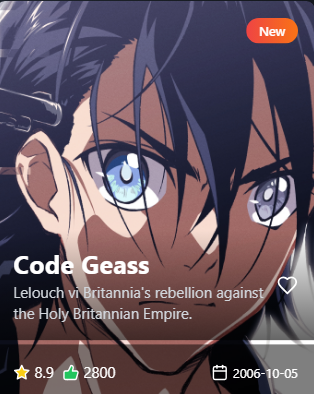 New
Code Geass
Lelouch vi Britannia's rebellion against
the Holy Britannian Empire.
8.9 2800 2006-10-05